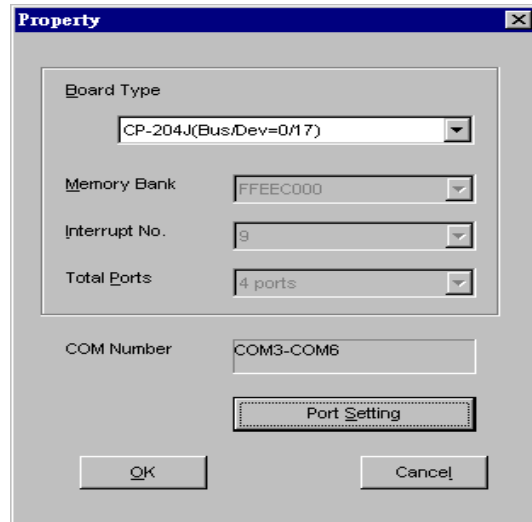 Property
Board Type
CP-204J(Bus/Dev=0/17)
Memory Bank FFEEC000
Interrupt No. 9
Total Ports 4 ports
COM Number COM3-COM6
Port Setting
OK Cancel